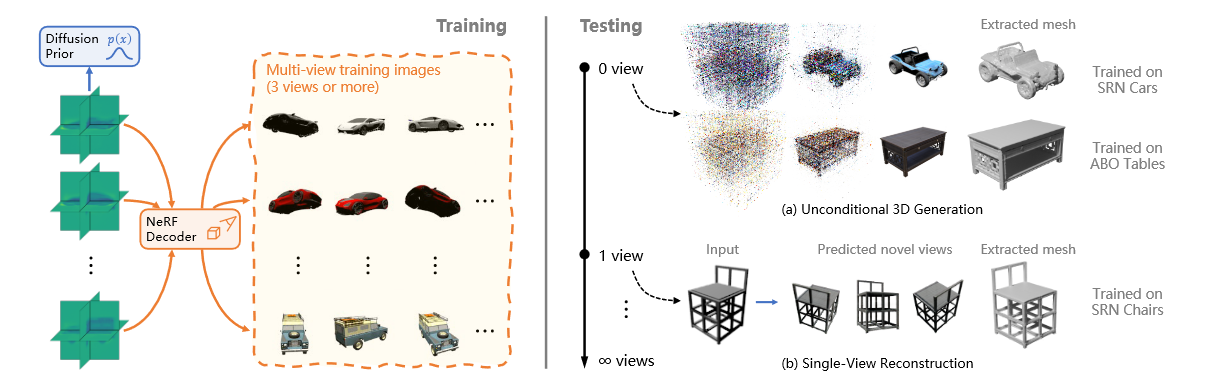 Training
Diffusion
Prior
p(x)
Multi-view training images
(3 views or more)
NeRF
Decoder
Testing
0 view
1 view
∞ views
Extracted mesh
Trained on
SRN Cars
Trained on
ABO Tables
(a) Unconditional 3D Generation
Input
Predicted novel views
Extracted mesh
Trained on
SRN Chairs
(b) Single-View Reconstruction